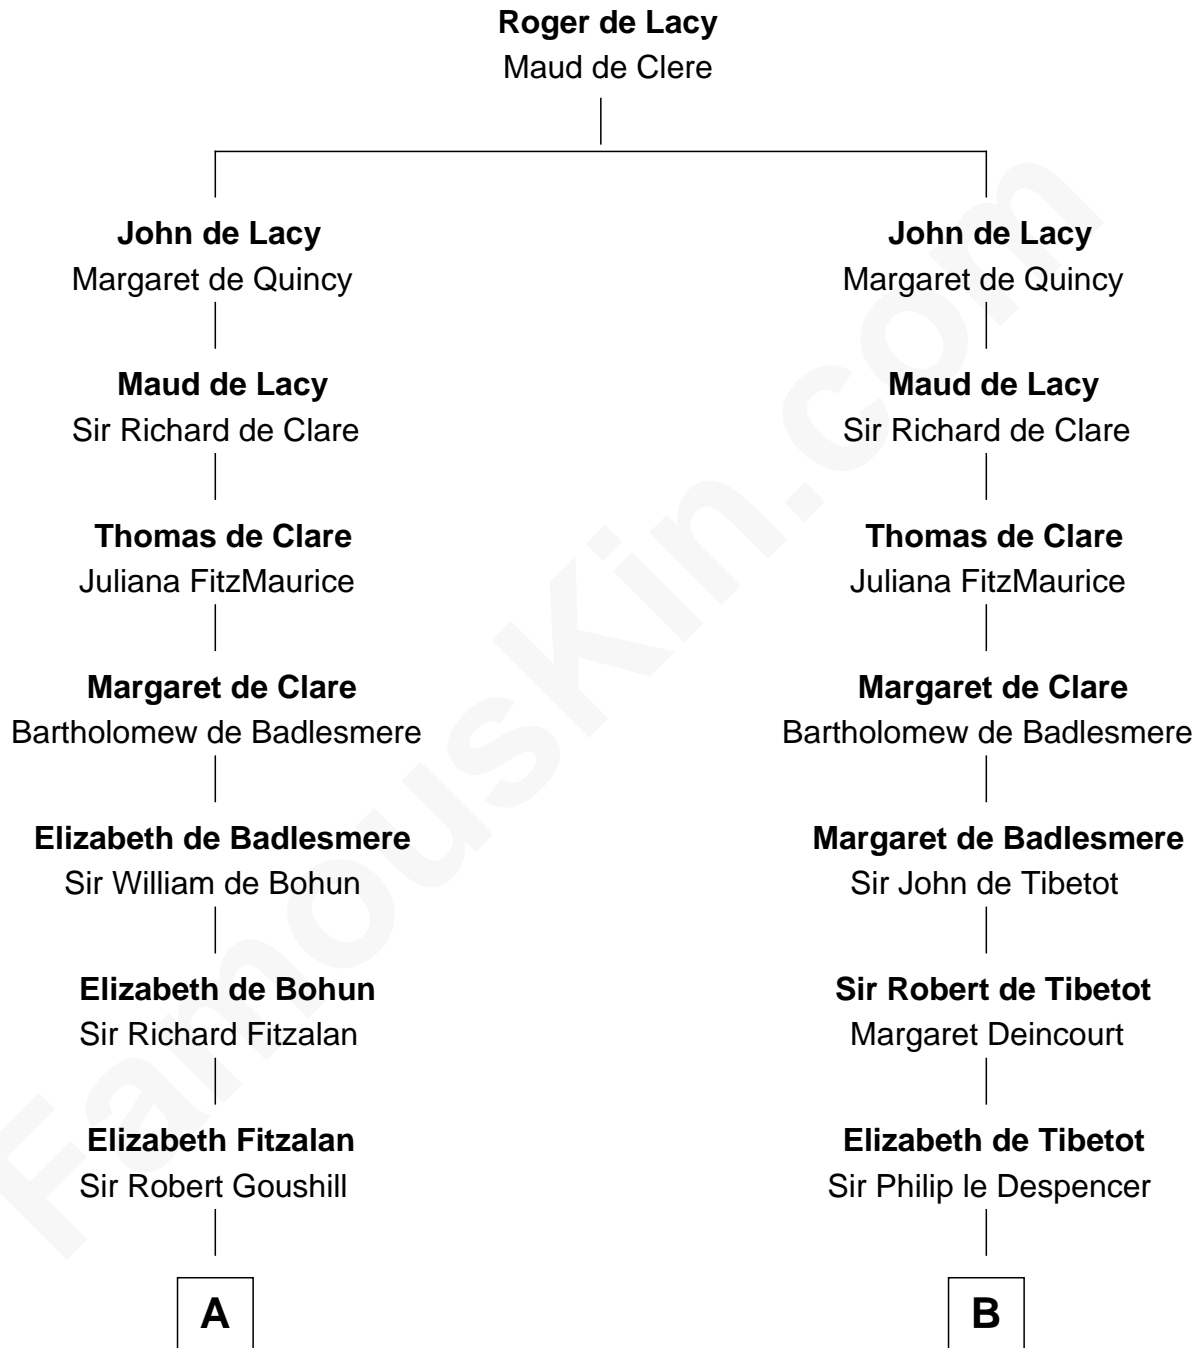 Roger de Lacy
Maud de Clere
John de Lacy
Margaret de Quincy
Maud de Lacy
Sir Richard de Clare
Thomas de Clare
Juliana FitzMaurice
Margaret de Clare
Bartholomew de Badlesmere
Elizabeth de Badlesmere
Sir William de Bohun
Elizabeth de Bohun
Sir Richard Fitzalan
Elizabeth Fitzalan
Sir Robert Goushill
A
John de Lacy
Margaret de Quincy
Maud de Lacy
Sir Richard de Clare
Thomas de Clare
Juliana FitzMaurice
Margaret de Clare
Bartholomew de Badlesmere
Margaret de Badlesmere
Sir John de Tibetot
Sir Robert de Tibetot
Margaret Deincourt
Elizabeth de Tibetot
Sir Philip le Despencer
B
FamousKin.com